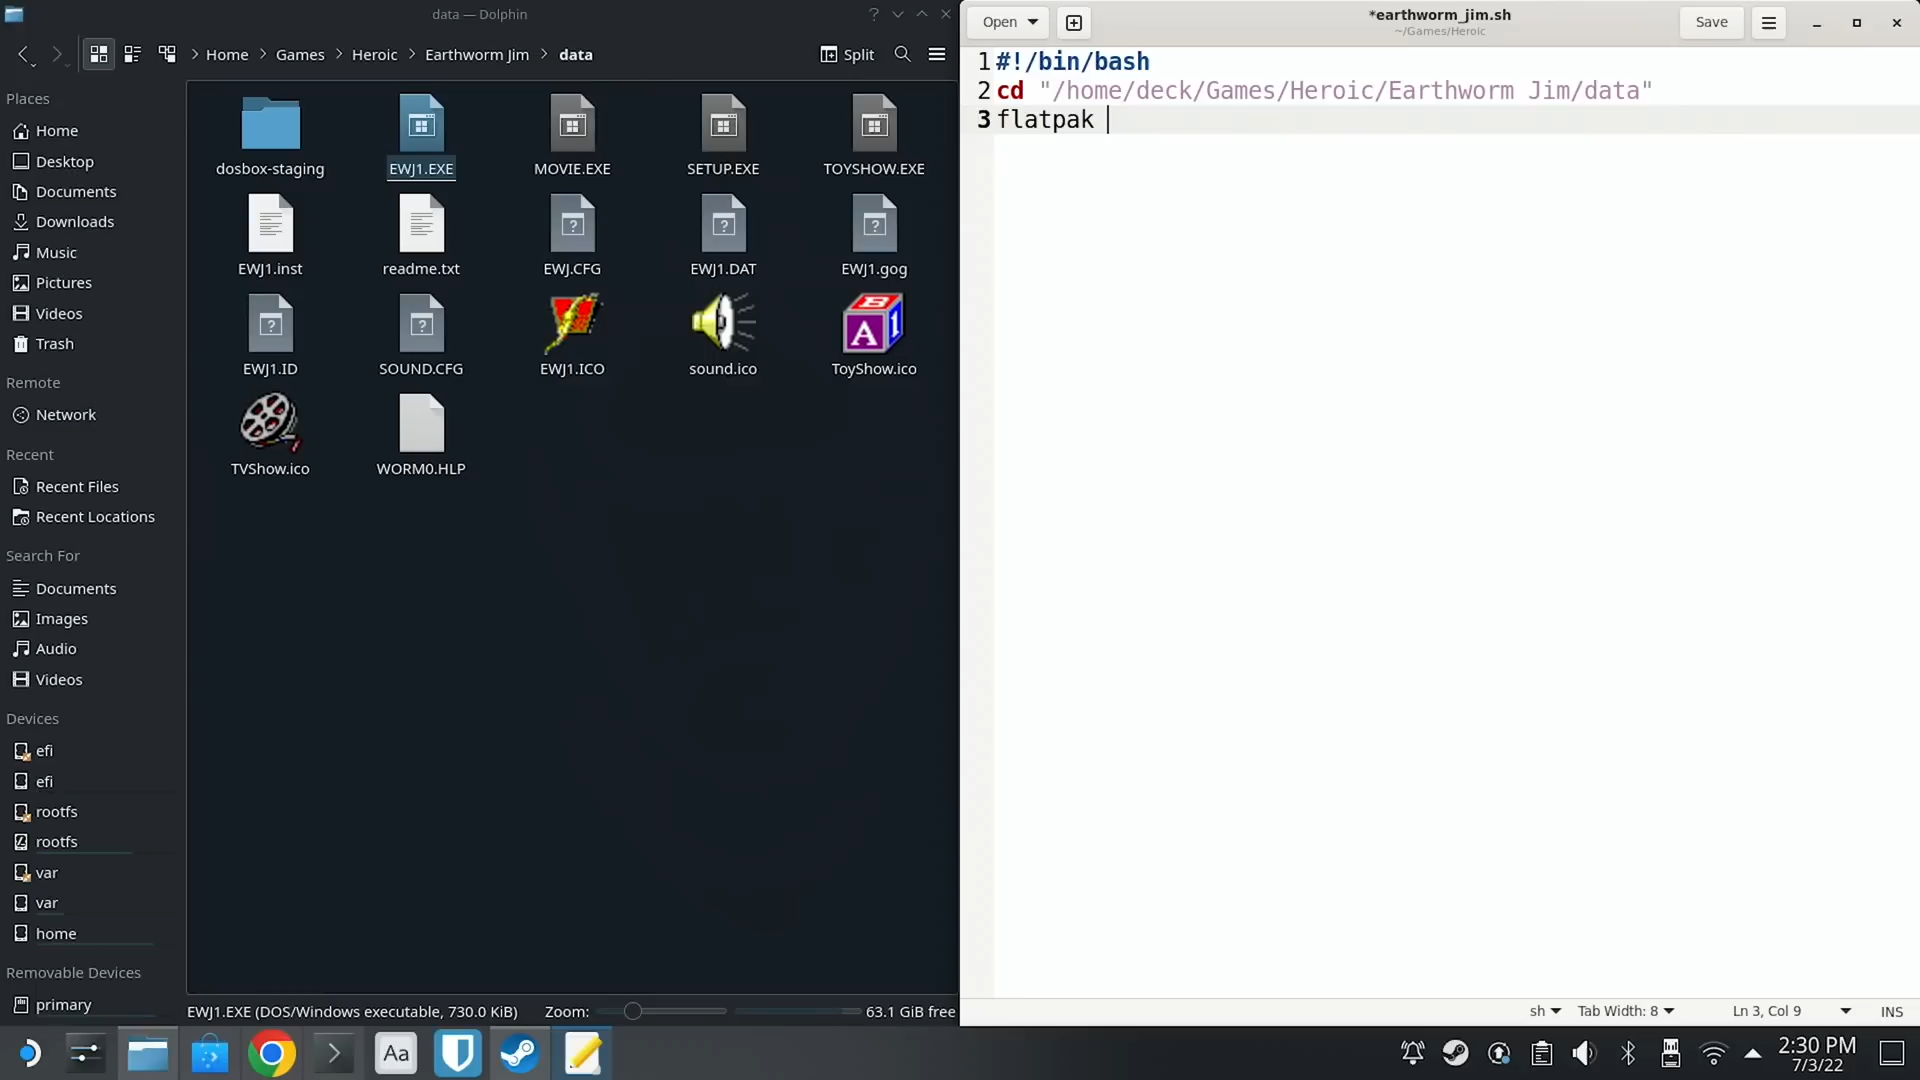 data — Dolphin
Home > Games > Heroic > Earthworm Jim > data
Split
Places
Home
Desktop
Documents
Downloads
Music
Pictures
Videos
Trash
Remote
Network
Recent
Recent Files
Recent Locations
Search For
Documents
Images
Audio
Videos
Devices
efi
efi
rootfs
rootfs
var
var
home
Removable Devices
primary
dosbox-staging
EWJ1.EXE
MOVIE.EXE
SETUP.EXE
TOYSHOW.EXE
EWJ1.inst
readme.txt
EWJ.CFG
EWJ1.DAT
EWJ1.gog
EWJ1.ID
SOUND.CFG
EWJ1.ICO
sound.ico
ToyShow.ico
TVShow.ico
WORM0.HLP
EWJ1.EXE (DOS/Windows executable, 730.0 KiB)
Zoom:
63.1 GiB free
Open
*earthworm_jim.sh
~/Games/Heroic
Save
1 #!/bin/bash
2 cd "/home/deck/Games/Heroic/Earthworm Jim/data"
3 flatpak
sh
Tab Width: 8
Ln 3, Col 9
INS
Aa
2:30 PM
7/3/22